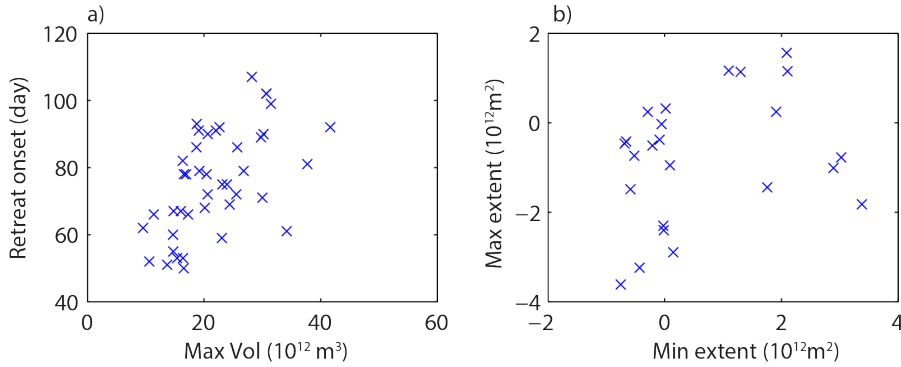 a)
120
100
80
60
40
0
20
40
60
Retreat onset (day)
Max Vol (10¹² m³)
b)
2
0
−2
−4
−2
0
2
4
Max extent (10¹²m²)
Min extent (10¹²m²)